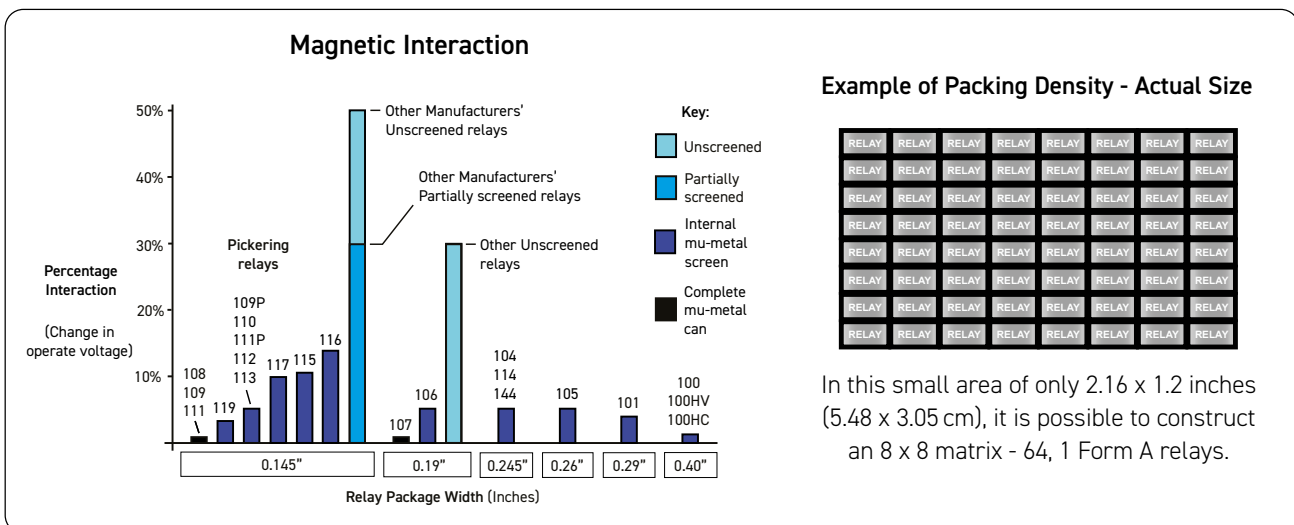 Magnetic Interaction
50%
40%
30%
20%
10%
Percentage
Interaction
(Change in
operate voltage)
Pickering
relays
108
109
111
119
109P
110
111P
112
113
117
115
116
Other Manufacturers'
Unscreened relays
Other Manufacturers'
Partially screened relays
107
106
Other Unscreened
relays
104
114
144
105
101
100
100HV
100HC
0.145"
0.19"
0.245"
0.26"
0.29"
0.40"
Relay Package Width (Inches)
Key:
Unscreened
Partially
screened
Internal
mu-metal
screen
Complete
mu-metal
can
Example of Packing Density - Actual Size
RELAY RELAY RELAY RELAY RELAY RELAY RELAY RELAY
RELAY RELAY RELAY RELAY RELAY RELAY RELAY RELAY
RELAY RELAY RELAY RELAY RELAY RELAY RELAY RELAY
RELAY RELAY RELAY RELAY RELAY RELAY RELAY RELAY
RELAY RELAY RELAY RELAY RELAY RELAY RELAY RELAY
RELAY RELAY RELAY RELAY RELAY RELAY RELAY RELAY
RELAY RELAY RELAY RELAY RELAY RELAY RELAY RELAY
RELAY RELAY RELAY RELAY RELAY RELAY RELAY RELAY
In this small area of only 2.16 x 1.2 inches
(5.48 x 3.05 cm), it is possible to construct
an 8 x 8 matrix - 64, 1 Form A relays.